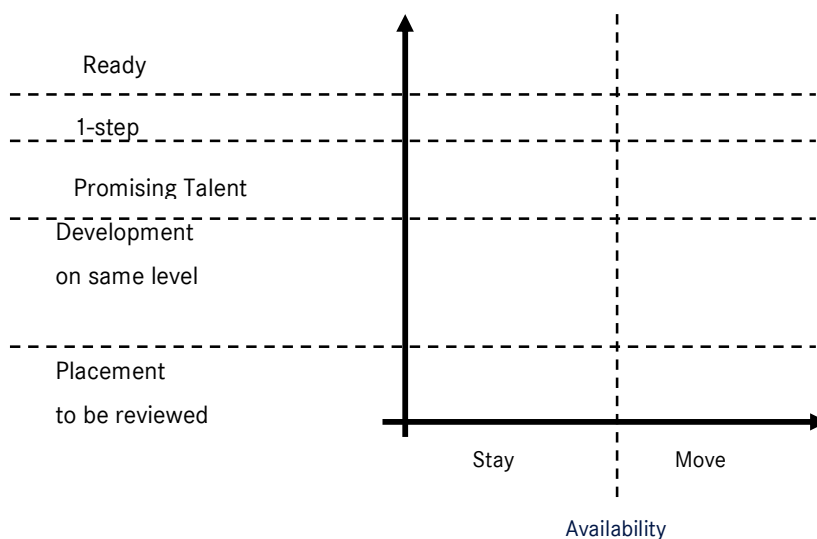 Ready
1-step
Promising Talent
Development
on same level
Placement
to be reviewed
Stay
Move
Availability